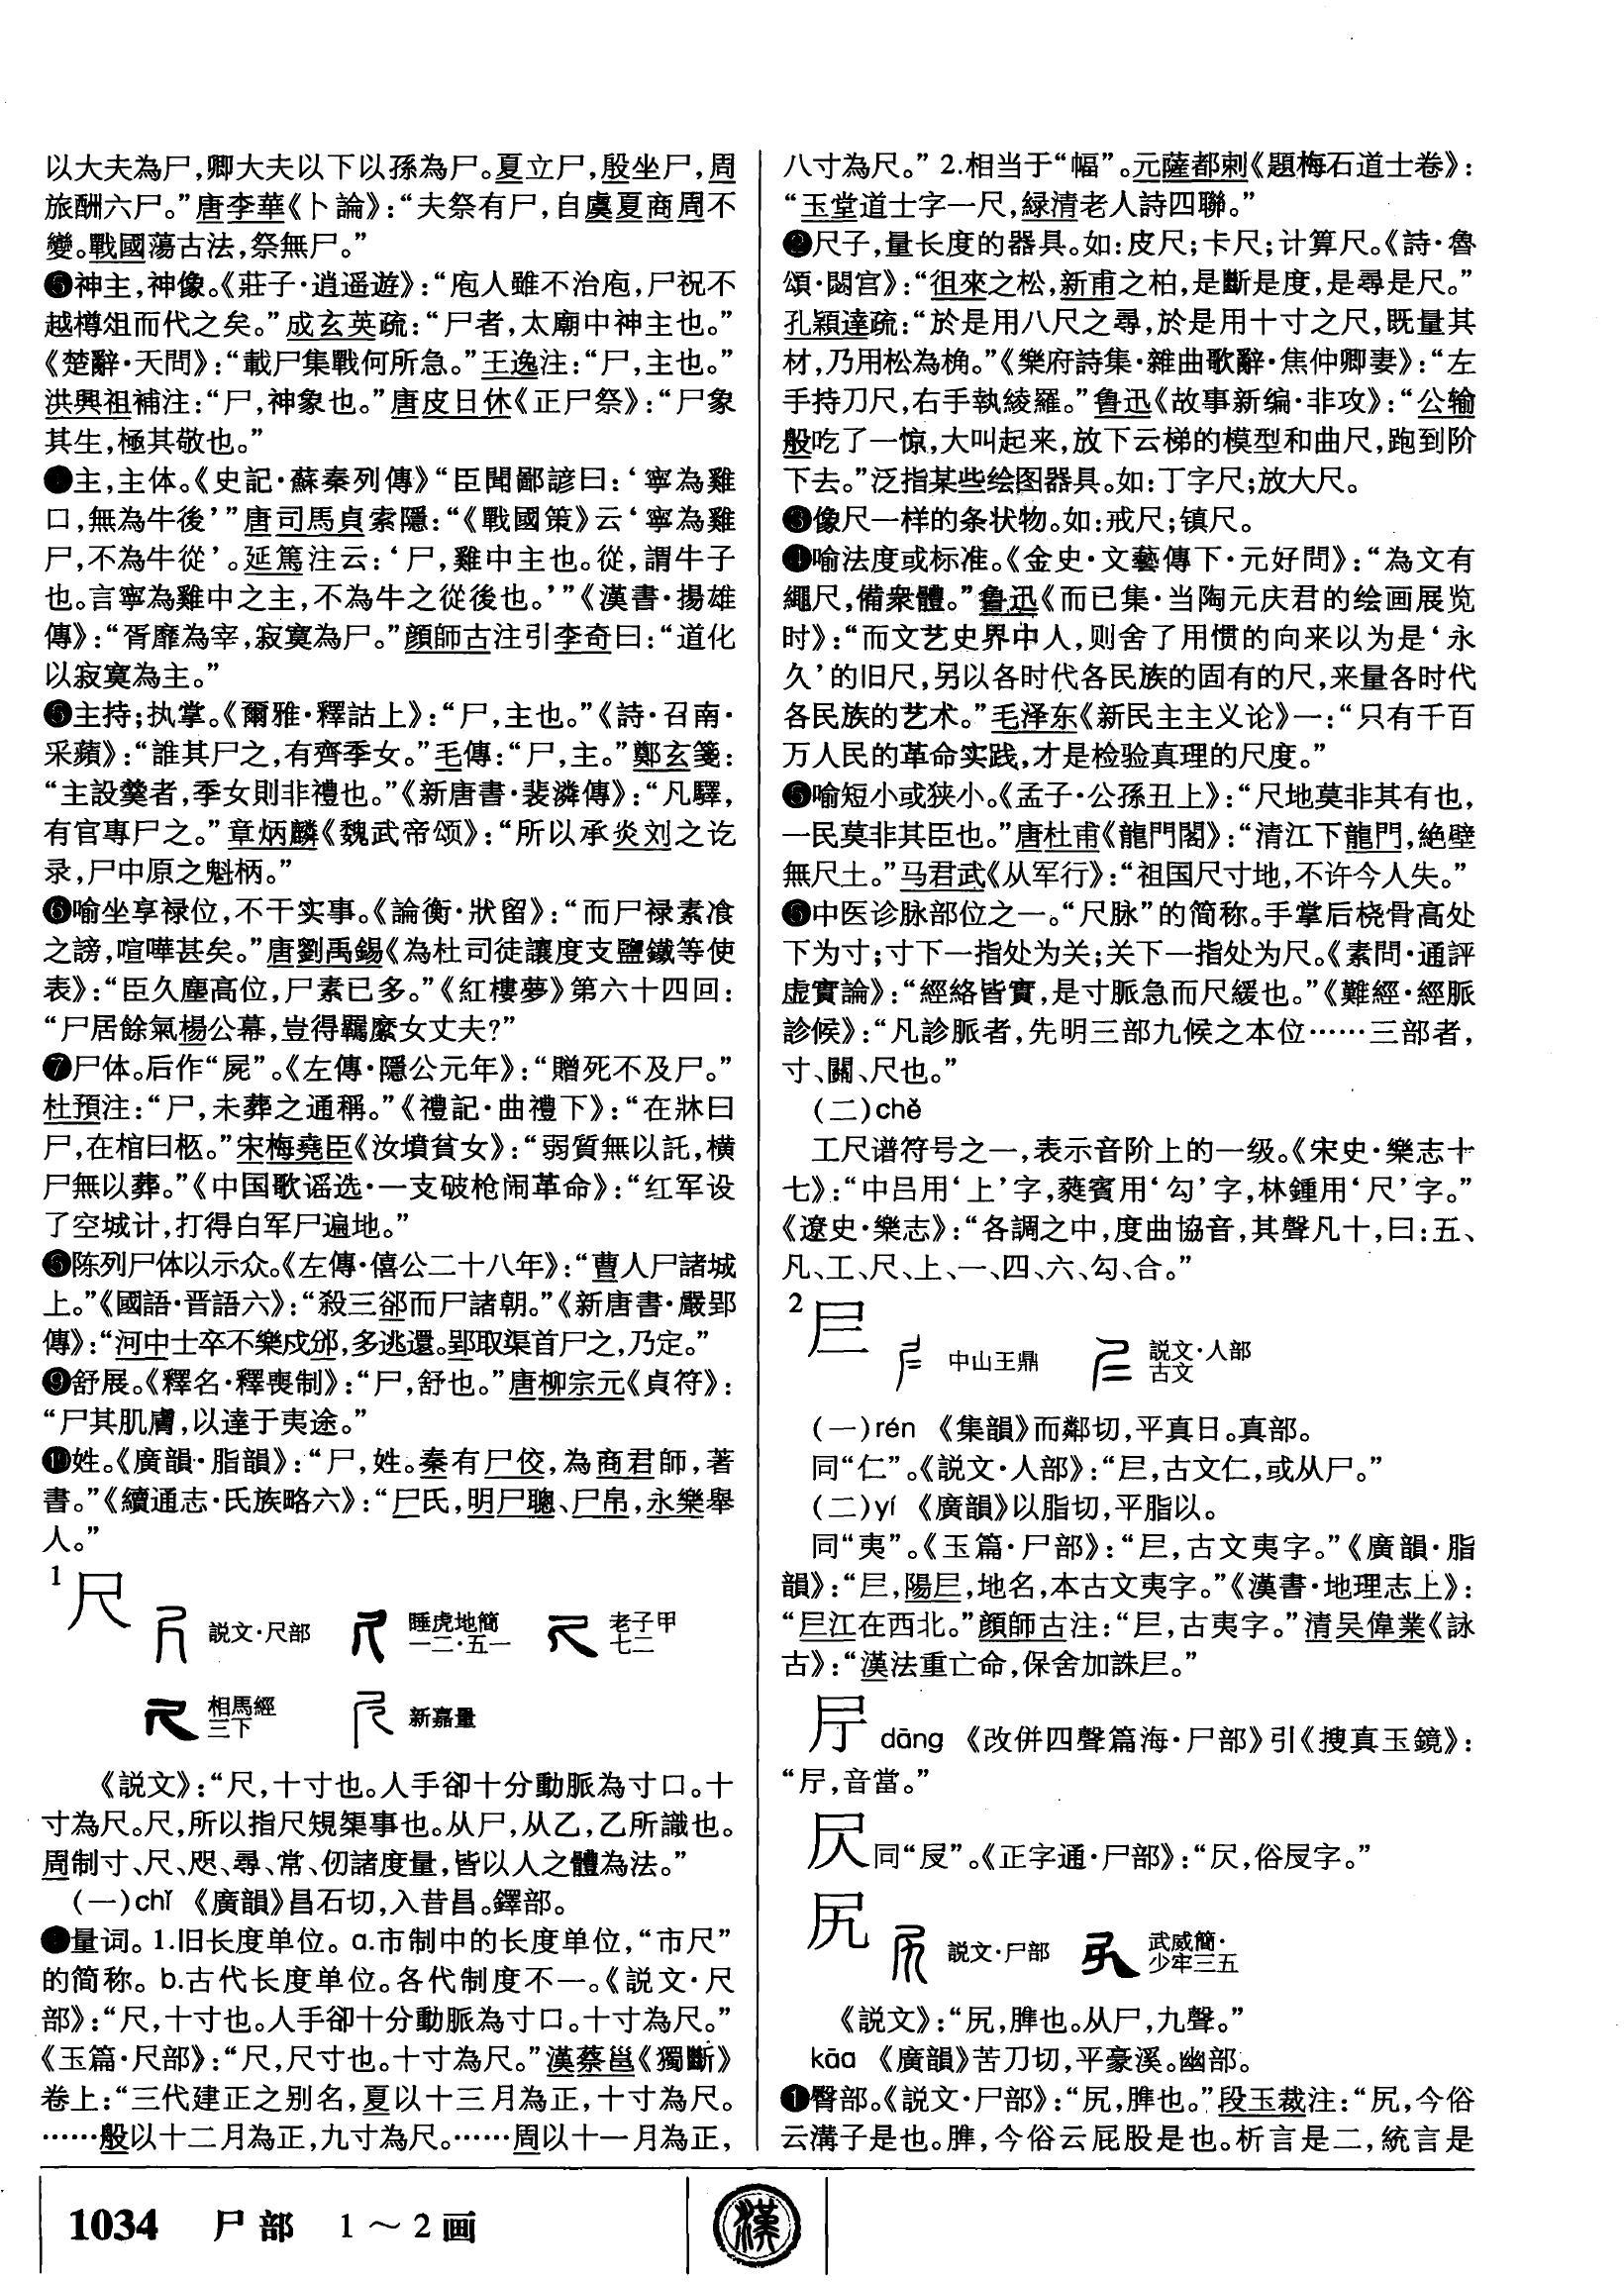 以大夫為尸,卿大夫以下以孫為尸。夏立尸,殷坐尸,周
旅酬六尸。”唐李華《卜論》:“夫祭有尸,自虞夏商周不
變。戰國蕩古法,祭無尸。”
❸神主,神像。《莊子·逍遥遊》:“庖人雖不治庖,尸祝不
越樽俎而代之矣。”成玄英疏:“尸者,太廟中神主也。”
《楚辭·天問》:“載尸集戰何所急。”王逸注:“尸,主也。”
洪興祖補注:“尸,神象也。”唐皮日休《正尸祭》:“尸象
其生,極其敬也。”
❹主,主体。《史記·蘇秦列傳》“臣聞鄙諺曰:‘寧為雞
口,無為牛後’”唐司馬貞索隱:“《戰國策》云‘寧為雞
尸,不為牛從’。延篤注云:‘尸,雞中主也。從,謂牛子
也。言寧為雞中之主,不為牛之從後也。’”《漢書·揚雄
傳》:“胥靡為宰,寂寞為尸。”顔師古注引李奇曰:“道化
以寂寞為主。”
❺主持;执掌。《爾雅·釋詁上》:“尸,主也。”《詩·召南·
采蘋》:“誰其尸之,有齊季女。”毛傳:“尸,主。”鄭玄箋:
“主設羹者,季女則非禮也。”《新唐書·裴潾傳》:“凡驛,
有官專尸之。”章炳麟《魏武帝颂》:“所以承炎刘之讫
录,尸中原之魁柄。”
❻喻坐享禄位,不干实事。《論衡·狀留》:“而尸禄素飡
之謗,喧嘩甚矣。”唐劉禹錫《為杜司徒讓度支鹽鐵等使
表》:“臣久塵高位,尸素已多。”《紅樓夢》第六十四回:
“尸居餘氣楊公幕,豈得羈縻女丈夫?”
❼尸体。后作“屍”。《左傳·隱公元年》:“贈死不及尸。”
杜預注:“尸,未葬之通稱。”《禮記·曲禮下》:“在牀曰
尸,在棺曰柩。”宋梅堯臣《汝墳貧女》:“弱質無以託,横
尸無以葬。”《中国歌谣选·一支破枪闹革命》:“红军设
了空城计,打得白军尸遍地。”
❽陈列尸体以示众。《左傳·僖公二十八年》:“曹人尸諸城
上。”《國語·晋語六》:“殺三郤而尸諸朝。”《新唐書·嚴郢
傳》:“河中士卒不樂戍邠,多逃還。郢取渠首尸之,乃定。”
❾舒展。《釋名·釋喪制》:“尸,舒也。”唐柳宗元《貞符》:
“尸其肌膚,以達于夷途。”
❿姓。《廣韻·脂韻》:“尸,姓。秦有尸佼,為商君師,著
書。”《續通志·氏族略六》:“尸氏,明尸聰、尸帛,永樂舉
人。”
1 尺
説文·尺部 睡虎地簡一二·五一 老子甲七二
相馬經三下 新嘉量
《説文》:“尺,十寸也。人手卻十分動脈為寸口。十
寸為尺。尺,所以指尺規榘事也。从尸,从乙,乙所識也。
周制寸、尺、咫、尋、常、仞諸度量,皆以人之體為法。”
(一)chǐ 《廣韻》昌石切,入昔昌。鐸部。
❶量词。1.旧长度单位。a.市制中的长度单位,“市尺”
的简称。b.古代长度单位。各代制度不一。《説文·尺
部》:“尺,十寸也。人手卻十分動脈為寸口。十寸為尺。”
《玉篇·尺部》:“尺,尺寸也。十寸為尺。”漢蔡邕《獨斷》
卷上:“三代建正之别名,夏以十三月為正,十寸為尺。
……殷以十二月為正,九寸為尺。……周以十一月為正,
八寸為尺。”2.相当于“幅”。元薩都剌《題梅石道士卷》:
“玉堂道士字一尺,緑清老人詩四聯。”
❷尺子,量长度的器具。如:皮尺;卡尺;计算尺。《詩·魯
頌·閟宫》:“徂來之松,新甫之柏,是斷是度,是尋是尺。”
孔穎達疏:“於是用八尺之尋,於是用十寸之尺,既量其
材,乃用松為桷。”《樂府詩集·雜曲歌辭·焦仲卿妻》:“左
手持刀尺,右手執綾羅。”魯迅《故事新编·非攻》:“公输
般吃了一惊,大叫起来,放下云梯的模型和曲尺,跑到阶
下去。”泛指某些绘图器具。如:丁字尺;放大尺。
❸像尺一样的条状物。如:戒尺;镇尺。
❹喻法度或标准。《金史·文藝傳下·元好問》:“為文有
繩尺,備衆體。”鲁迅《而已集·当陶元庆君的绘画展览
时》:“而文艺史界中人,则舍了用惯的向来以为是‘永
久’的旧尺,另以各时代各民族的固有的尺,来量各时代
各民族的艺术。”毛泽东《新民主主义论》一:“只有千百
万人民的革命实践,才是检验真理的尺度。”
❺喻短小或狭小。《孟子·公孫丑上》:“尺地莫非其有也,
一民莫非其臣也。”唐杜甫《龍門閣》:“清江下龍門,絶壁
無尺土。”马君武《从军行》:“祖国尺寸地,不许今人失。”
❻中医诊脉部位之一。“尺脉”的简称。手掌后桡骨高处
下为寸;寸下一指处为关;关下一指处为尺。《素問·通評
虚實論》:“經絡皆實,是寸脈急而尺緩也。”《難經·經脈
診候》:“凡診脈者,先明三部九候之本位……三部者,
寸、關、尺也。”
(二)chě
工尺谱符号之一,表示音阶上的一级。《宋史·樂志十
七》:“中吕用‘上’字,蕤賓用‘勾’字,林鍾用‘尺’字。”
《遼史·樂志》:“各調之中,度曲協音,其聲凡十,曰:五、
凡、工、尺、上、一、四、六、勾、合。”
2 𡰥
中山王鼎 説文·人部古文
(一)rén 《集韻》而鄰切,平真日。真部。
同“仁”。《説文·人部》:“𡰥,古文仁,或从尸。”
(二)yí 《廣韻》以脂切,平脂以。
同“夷”。《玉篇·尸部》:“𡰥,古文夷字。”《廣韻·脂
韻》:“𡰥,陽𡰥,地名,本古文夷字。”《漢書·地理志上》:
“𡰥江在西北。”顔師古注:“𡰥,古夷字。”清吴偉業《詠
古》:“漢法重亡命,保舍加誅𡰥。”
𡰦 dāng 《改併四聲篇海·尸部》引《搜真玉鏡》:
“𡰦,音當。”
𡰧同“𠬝”。《正字通·尸部》:“𡰧,俗𠬝字。”
尻
説文·尸部 武威簡·少牢三五
《説文》:“尻,脽也。从尸,九聲。”
kāo 《廣韻》苦刀切,平豪溪。幽部。
❶臀部。《説文·尸部》:“尻,脽也。”段玉裁注:“尻,今俗
云溝子是也。脽,今俗云屁股是也。析言是二,統言是
1034 尸部 1～2画
漢